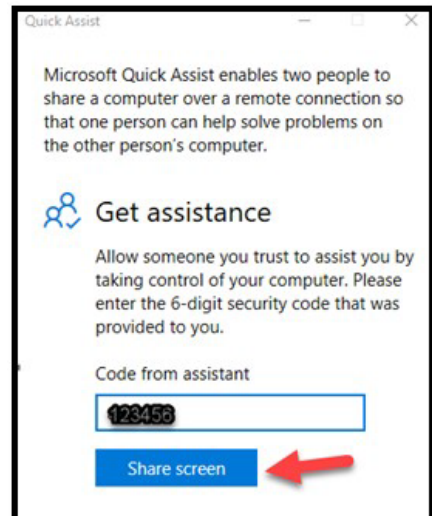 Quick Assist
Microsoft Quick Assist enables two people to
share a computer over a remote connection so
that one person can help solve problems on
the other person's computer.
Get assistance
Allow someone you trust to assist you by
taking control of your computer. Please
enter the 6-digit security code that was
provided to you.
Code from assistant
123456
Share screen